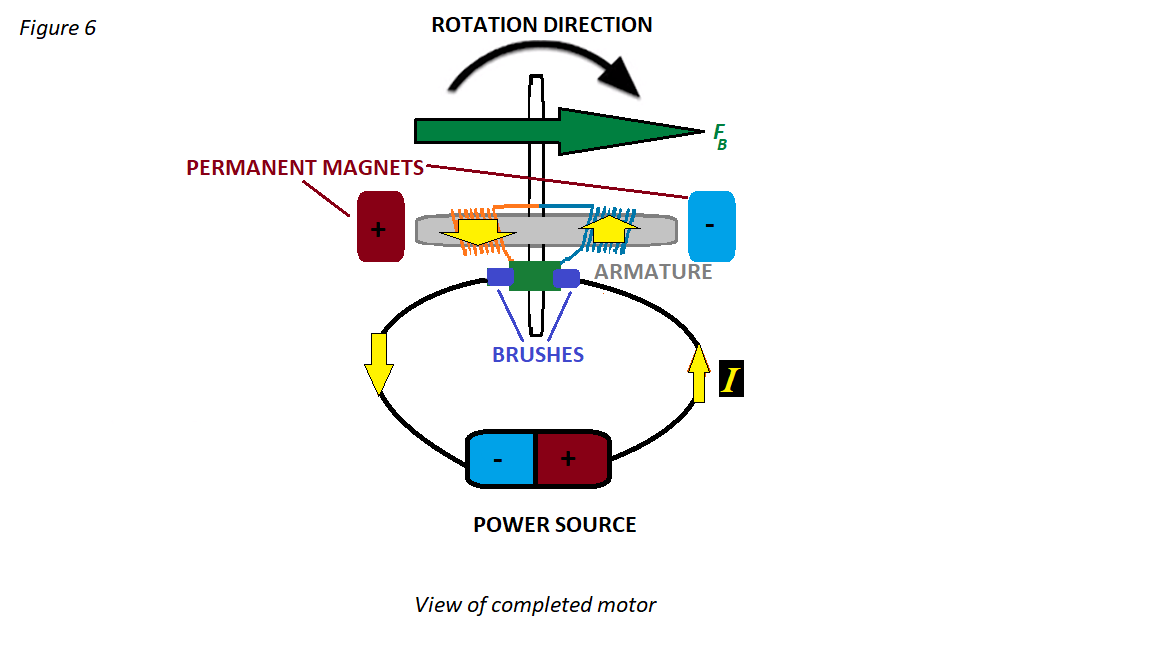 Figure 6
ROTATION DIRECTION
F
B
PERMANENT MAGNETS
+
-
ARMATURE
BRUSHES
I
- +
POWER SOURCE
View of completed motor